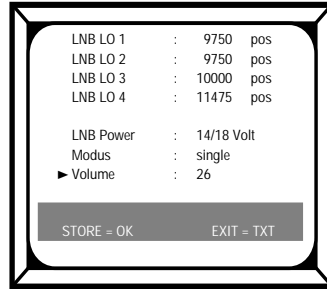 LNB LO 1 : 9750 pos
LNB LO 2 : 9750 pos
LNB LO 3 : 10000 pos
LNB LO 4 : 11475 pos
LNB Power : 14/18 Volt
Modus : single
► Volume : 26
STORE = OK EXIT = TXT